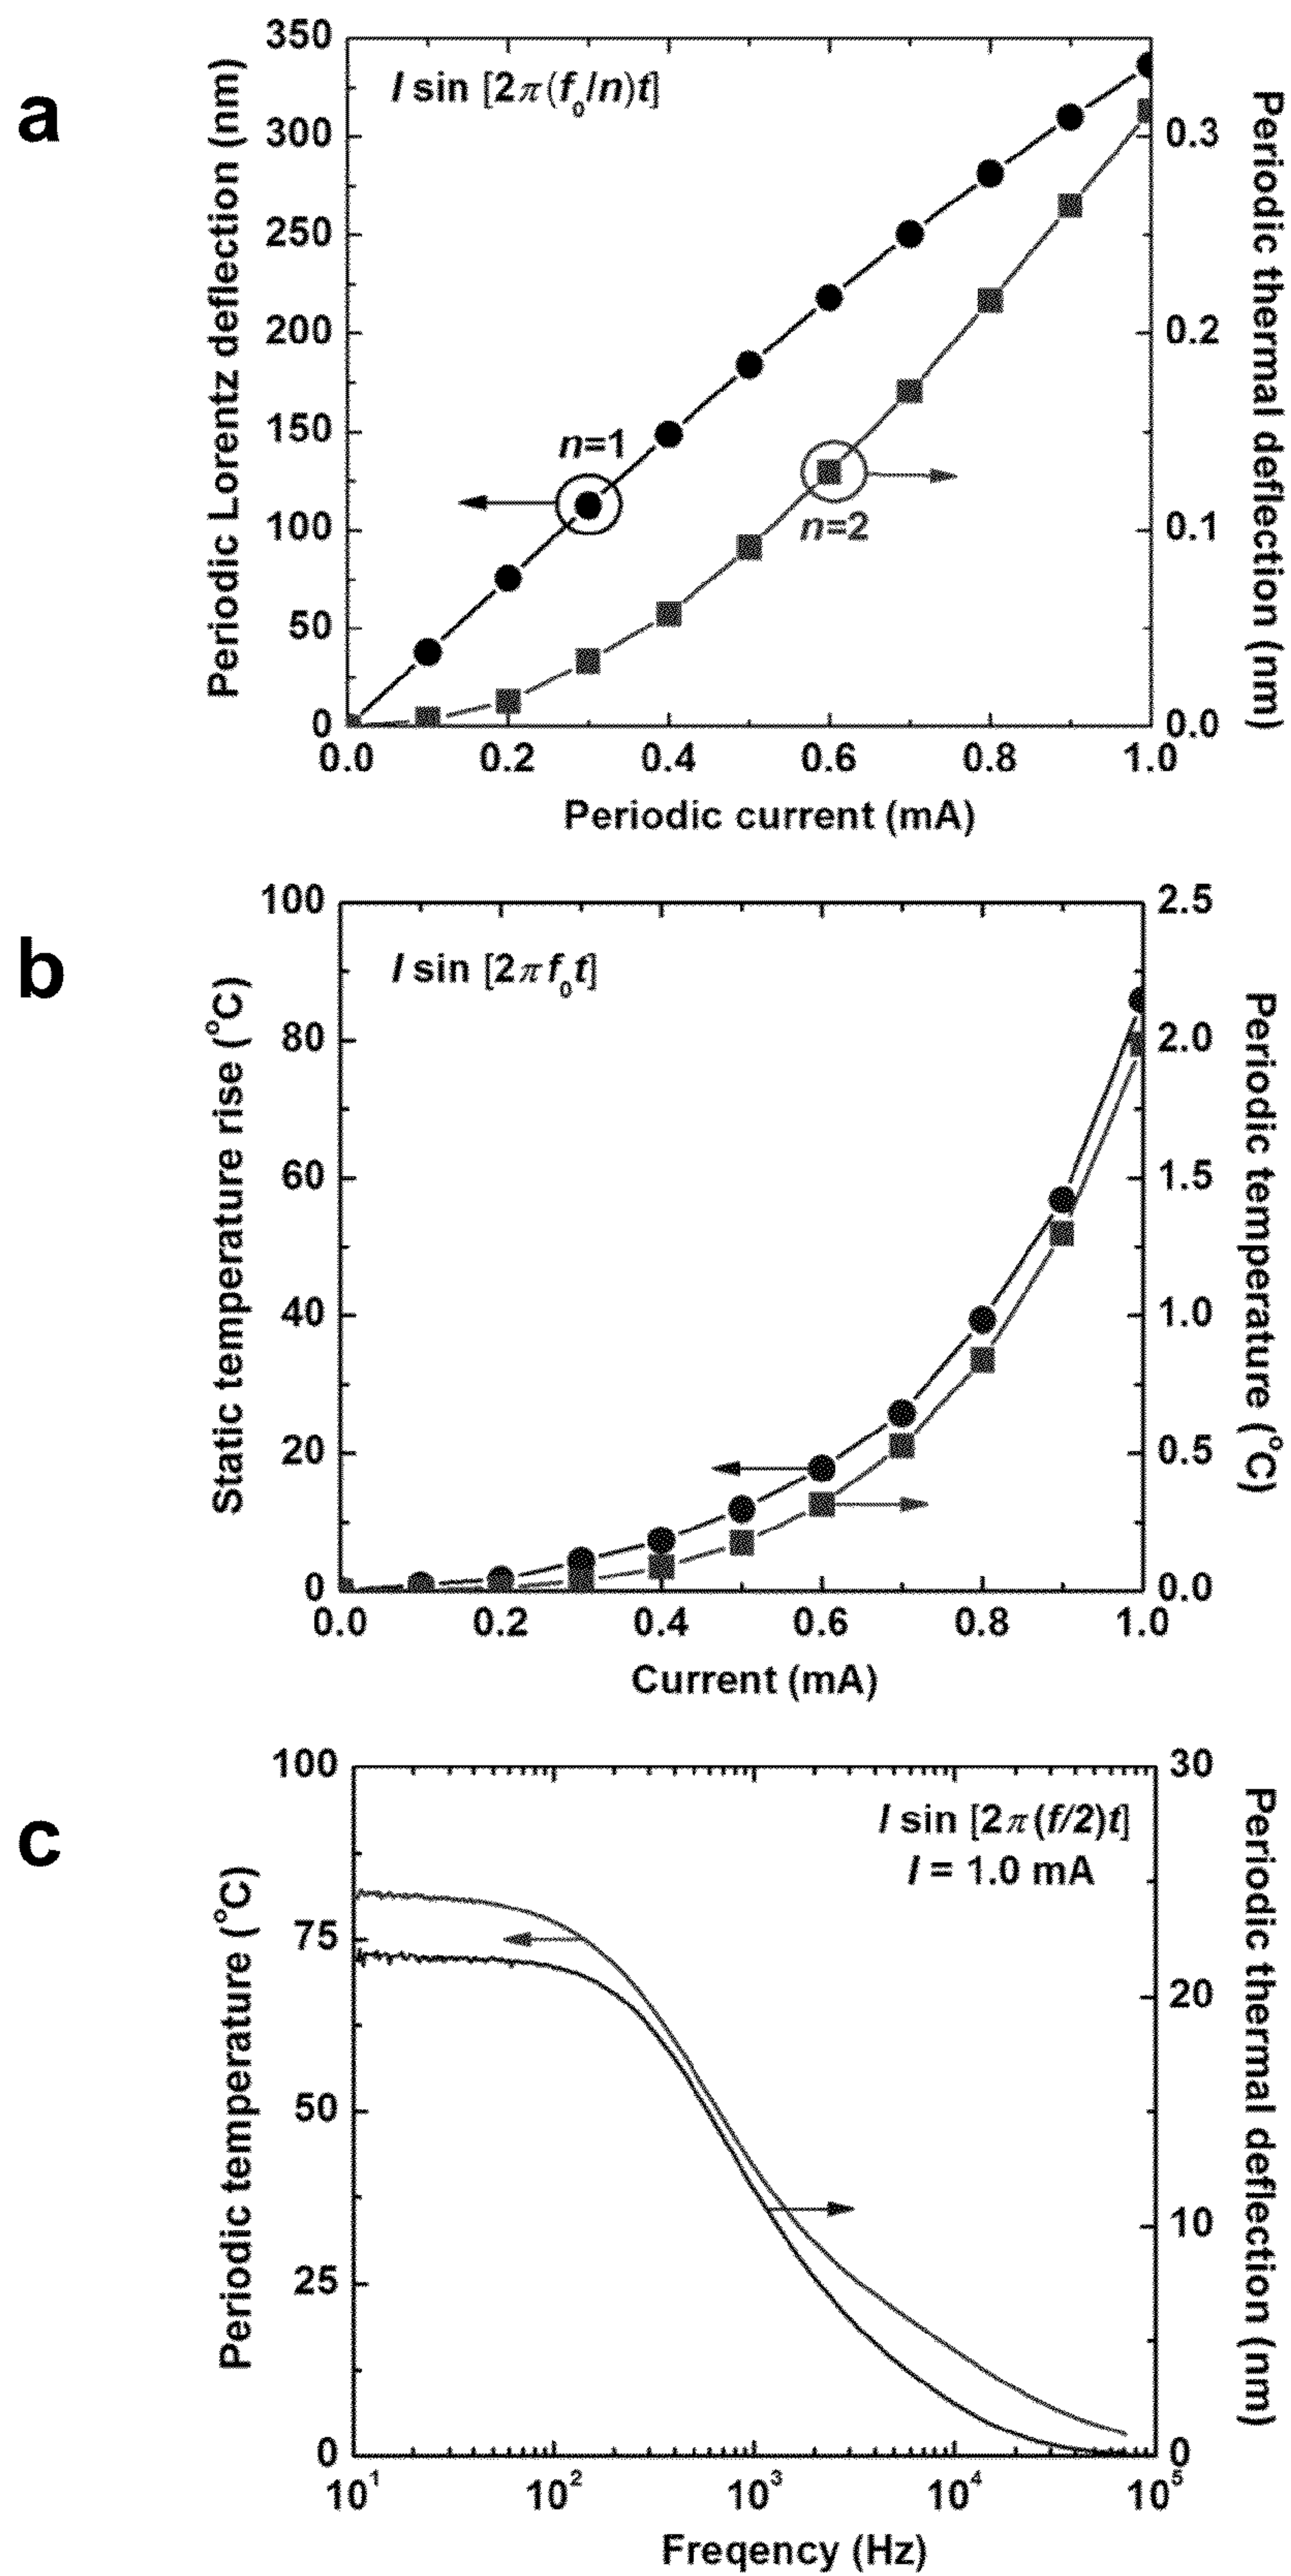 a
I sin [2π(f0/n)t]
Periodic Lorentz deflection (nm)
350
300
250
200
150
100
50
0
n=1
n=2
0.3
0.2
0.1
0.0
Periodic thermal deflection (nm)
0.0 0.2 0.4 0.6 0.8 1.0
Periodic current (mA)
b
I sin [2πf0t]
Static temperature rise (°C)
100
80
60
40
20
0
2.5
2.0
1.5
1.0
0.5
0.0
Periodic temperature (°C)
0.0 0.2 0.4 0.6 0.8 1.0
Current (mA)
c
I sin [2π(f/2)t]
I = 1.0 mA
Periodic temperature (°C)
100
75
50
25
0
30
20
10
0
Periodic thermal deflection (nm)
10¹ 10² 10³ 10⁴ 10⁵
Freqency (Hz)